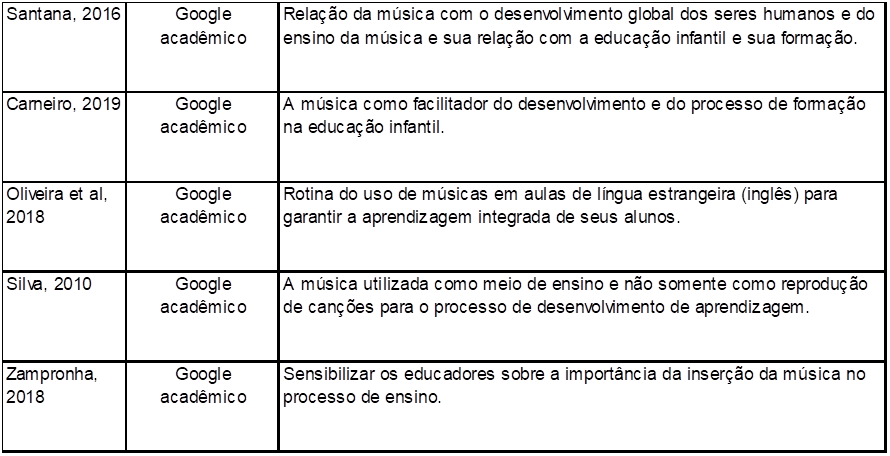 Santana, 2016 Google Relação da música com o desenvolvimento global dos seres humanos e do
acadêmico ensino da música e sua relação com a educação infantil e sua formação.
Carneiro, 2019 Google A música como facilitador do desenvolvimento e do processo de formação
acadêmico na educação infantil.
Oliveira et al, Google Rotina do uso de músicas em aulas de língua estrangeira (inglês) para
2018 acadêmico garantir a aprendizagem integrada de seus alunos.
Silva, 2010 Google A música utilizada como meio de ensino e não somente como reprodução
acadêmico de canções para o processo de desenvolvimento de aprendizagem.
Zampronha, Google Sensibilizar os educadores sobre a importância da inserção da música no
2018 acadêmico processo de ensino.